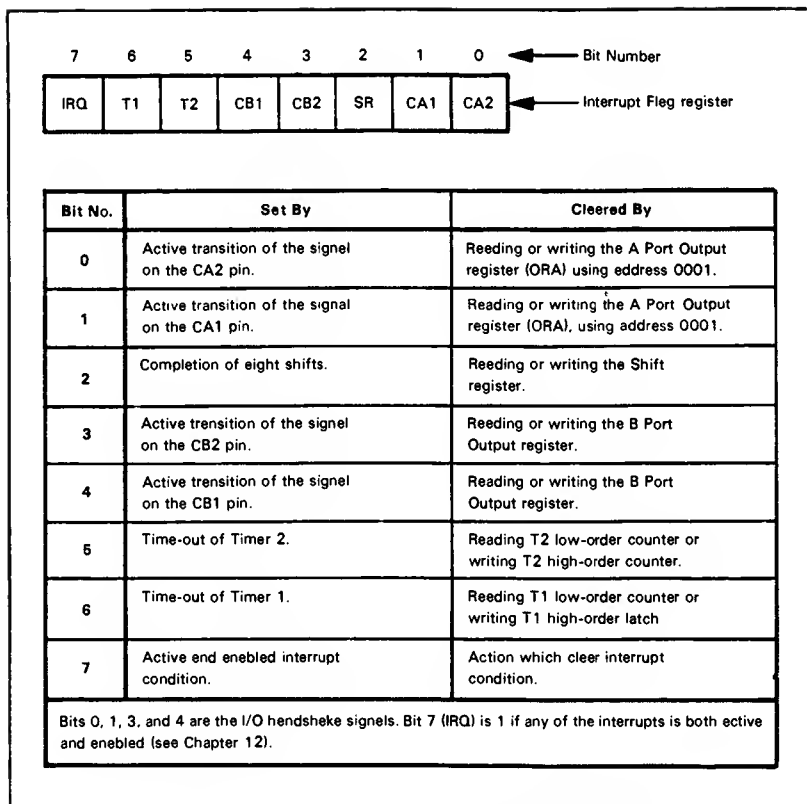 7 6 5 4 3 2 1 0 Bit Number
IRQ T1 T2 CB1 CB2 SR CA1 CA2 Interrupt Fleg register
Bit No. Set By Cleered By
0
Active transition of the signel
on the CA2 pin.
Reeding or writing the A Port Output
register (ORA) using eddress 0001.
1
Active transition of the signal
on the CA1 pin.
Reading or writing the A Port Output
register (ORA), using address 0001.
2
Completion of eight shifts.
Reeding or writing the Shift
register.
3
Active trensition of the signel
on the CB2 pin.
Reeding or writing the B Port
Output register.
4
Active trensition of the signel
on the CB1 pin.
Reading or writing the B Port
Output register.
5
Time-out of Timer 2.
Reading T2 low-order counter or
writing T2 high-order counter.
6
Time-out of Timer 1.
Reeding T1 low-order counter or
writing T1 high-order latch
7
Active end enebled interrupt
condition.
Action which cleer interrupt
condition.
Bits 0, 1, 3, and 4 are the I/O hendsheke signels. Bit 7 (IRQ) is 1 if any of the interrupts is both ective
and enebled (see Chapter 12).